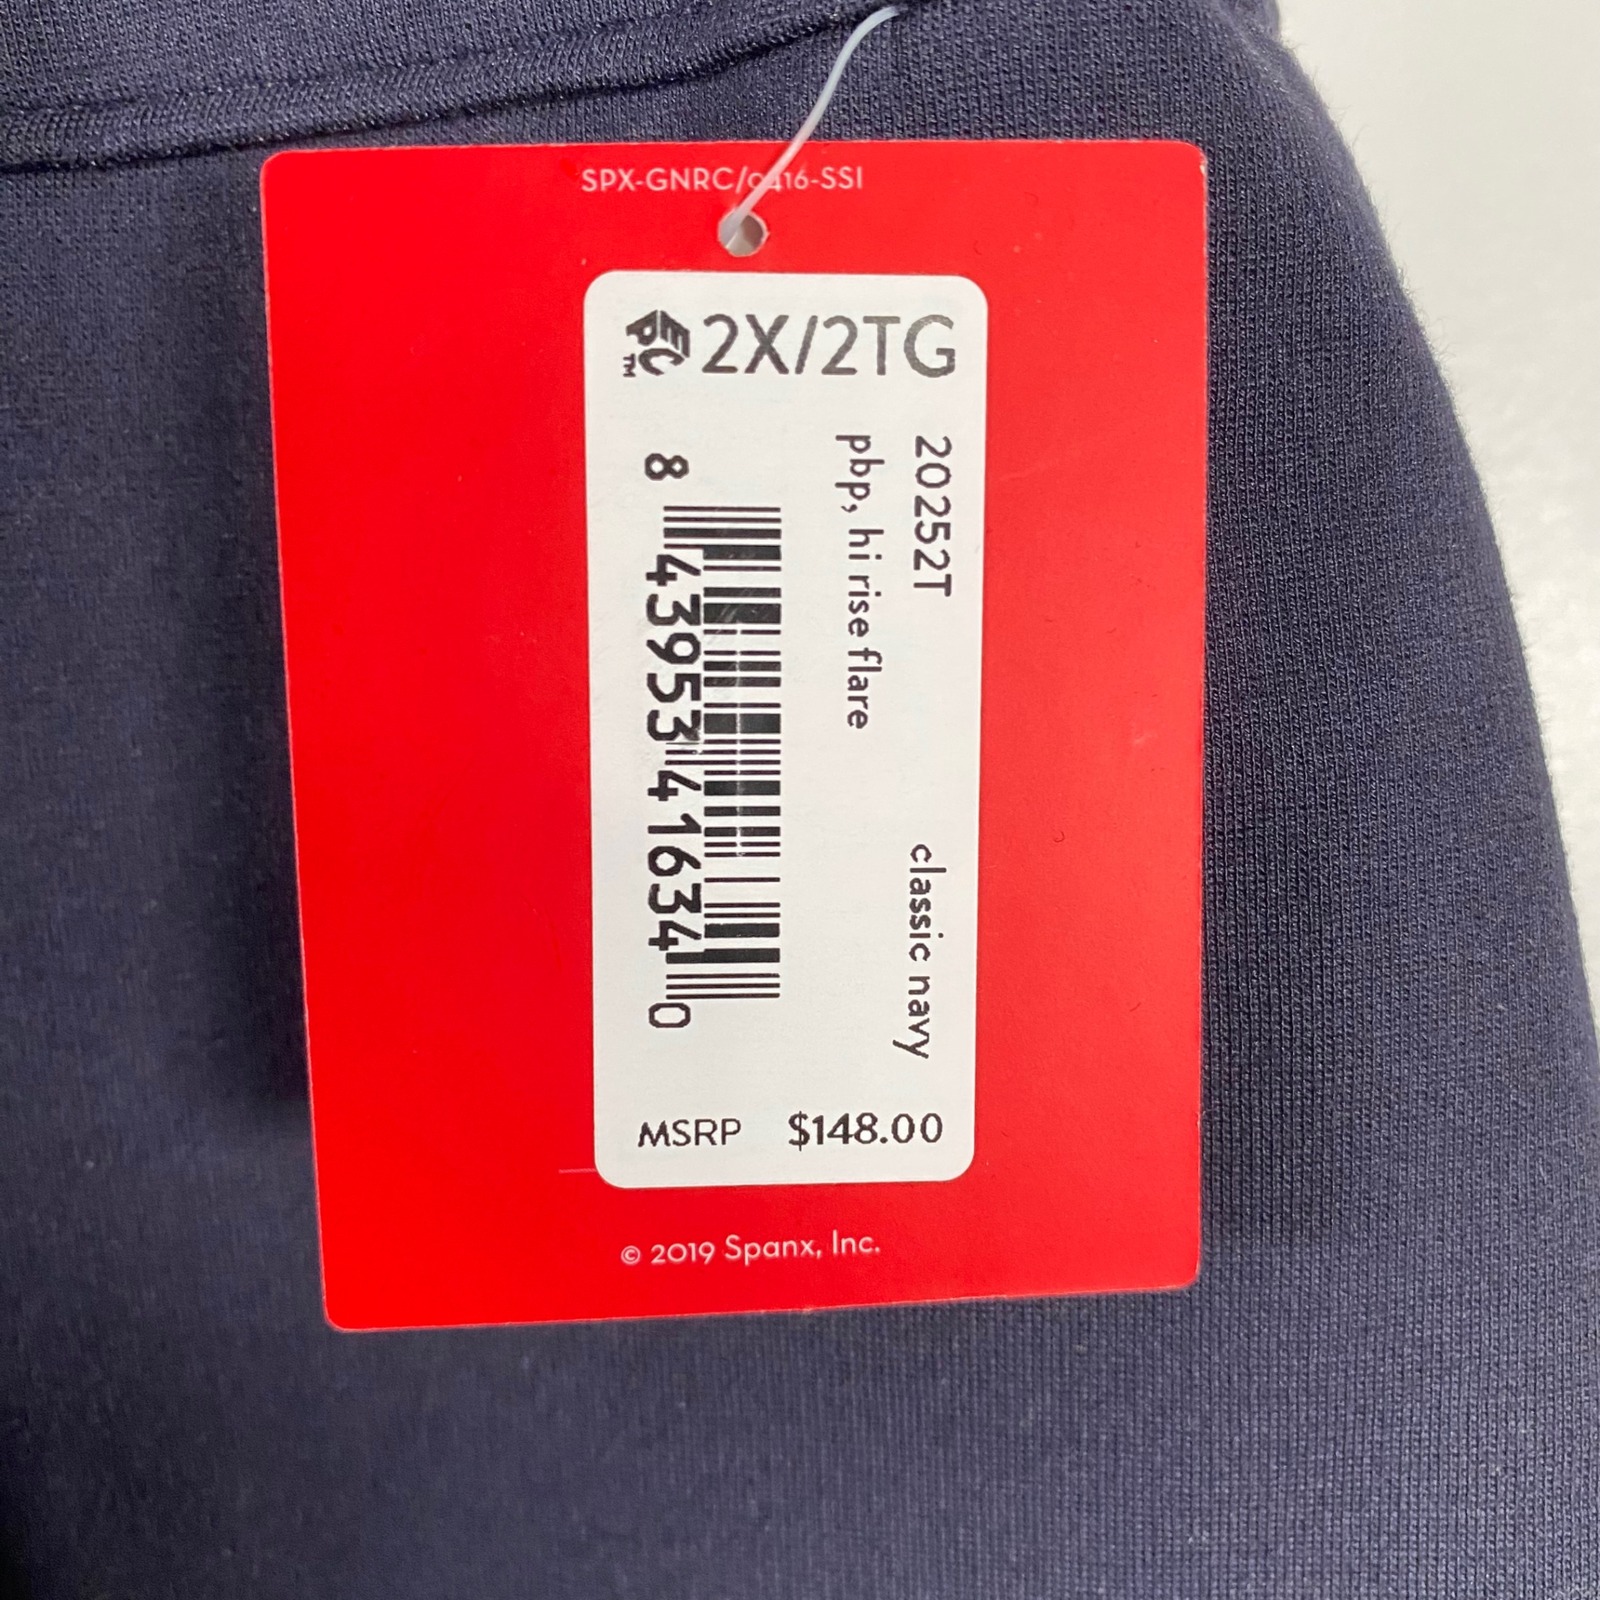 SPX-GNRC/0416-SSI
EPC™ 2X/2TG
20252T classic navy
pbp, hi rise flare
8 43953 41634 0
MSRP $148.00
© 2019 Spanx, Inc.